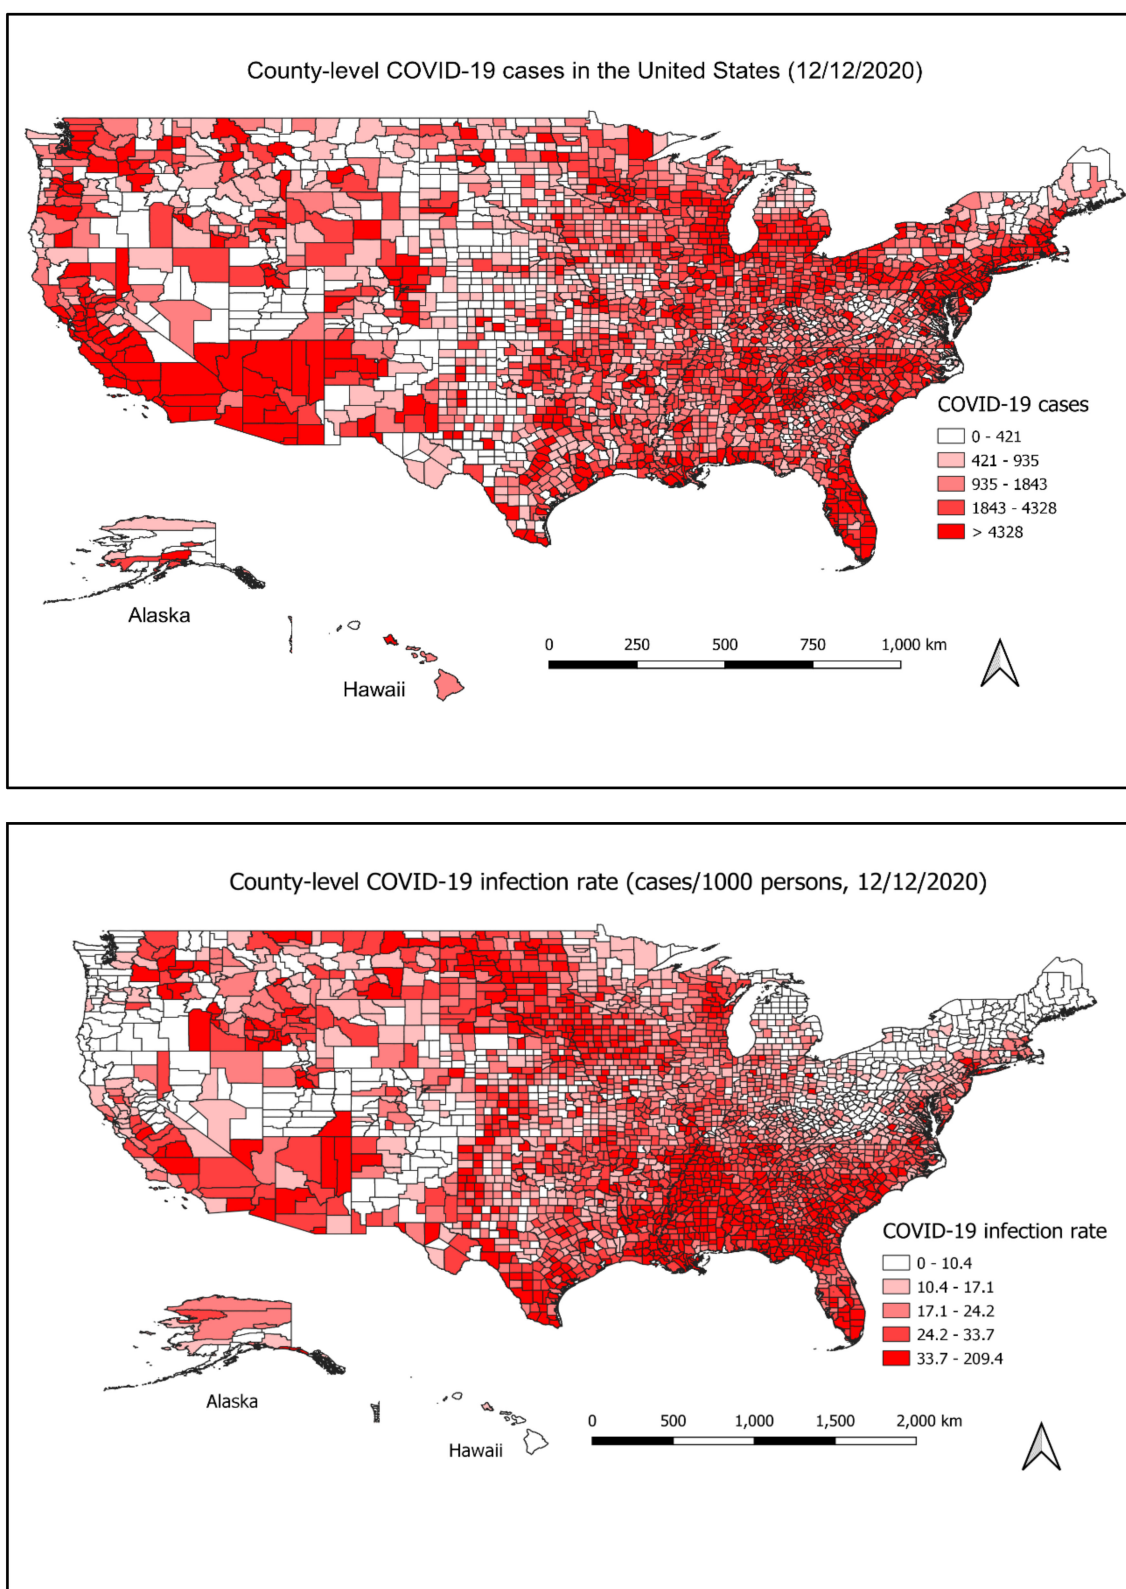 County-level COVID-19 cases in the United States (12/12/2020)
COVID-19 cases
0 - 421
421 - 935
935 - 1843
1843 - 4328
> 4328
Alaska
Hawaii
0 250 500 750 1,000 km
County-level COVID-19 infection rate (cases/1000 persons, 12/12/2020)
COVID-19 infection rate
0 - 10.4
10.4 - 17.1
17.1 - 24.2
24.2 - 33.7
33.7 - 209.4
Alaska
Hawaii
0 500 1,000 1,500 2,000 km